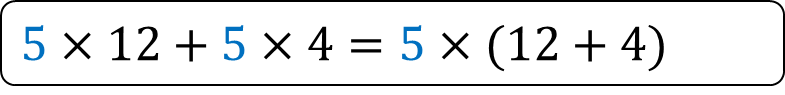 5 × 12 + 5 × 4 = 5 × (12 + 4)